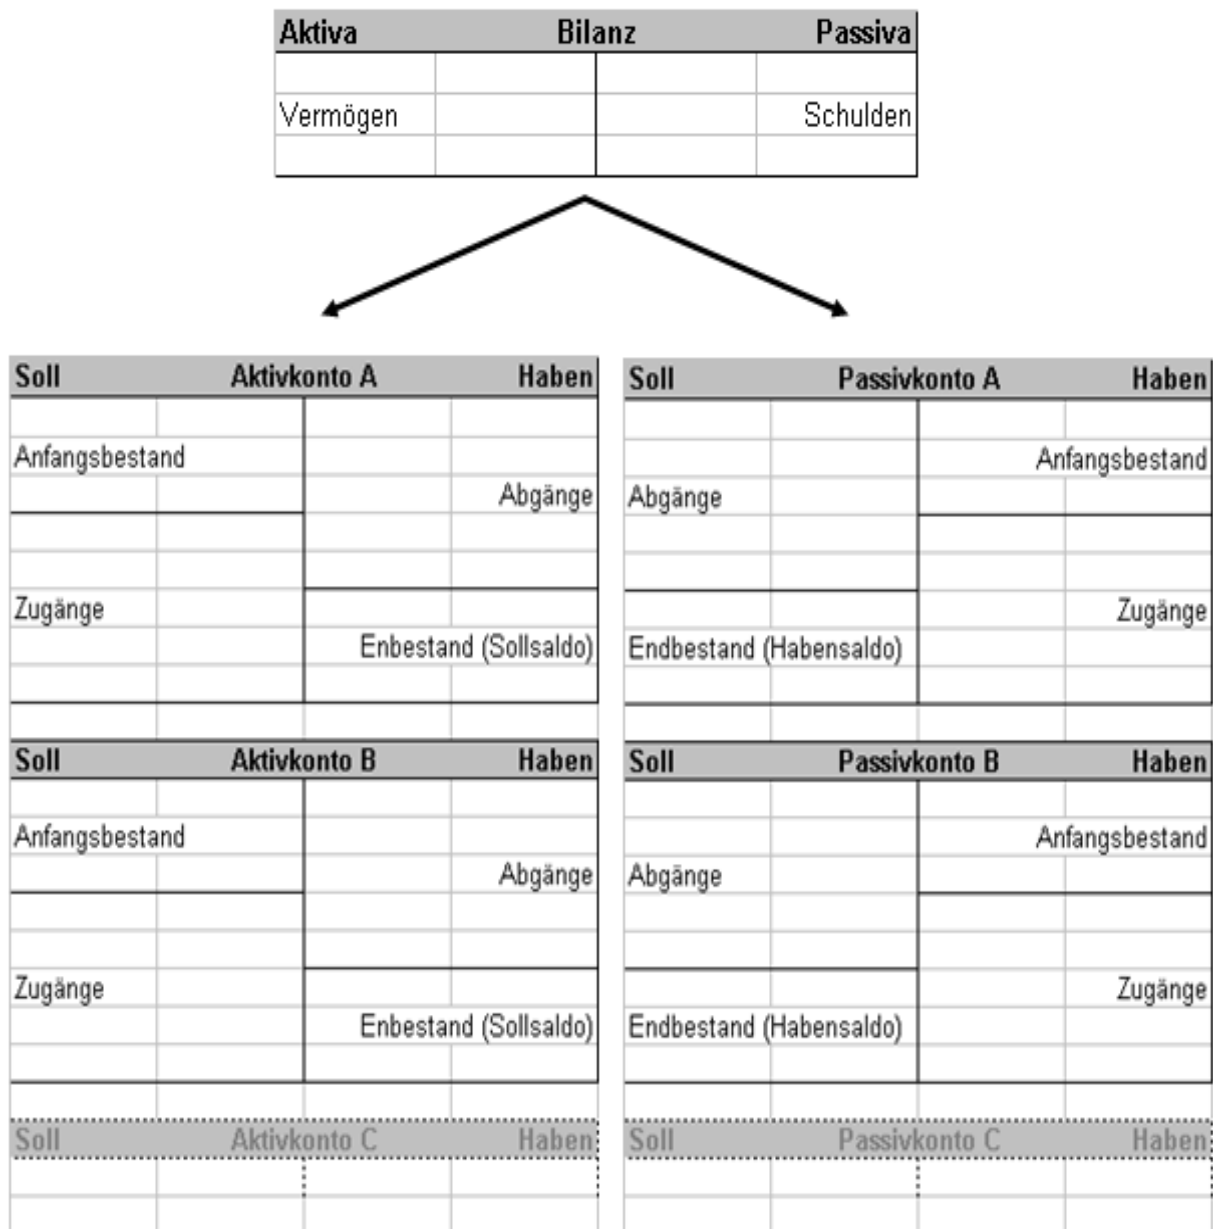 Aktiva Bilanz Passiva
Vermögen Schulden
Soll Aktivkonto A Haben
Anfangsbestand
Abgänge
Zugänge
Enbestand (Sollsaldo)
Soll Passivkonto A Haben
Anfangsbestand
Abgänge
Zugänge
Endbestand (Habensaldo)
Soll Aktivkonto B Haben
Anfangsbestand
Abgänge
Zugänge
Enbestand (Sollsaldo)
Soll Passivkonto B Haben
Anfangsbestand
Abgänge
Zugänge
Endbestand (Habensaldo)
Soll Aktivkonto C Haben
Soll Passivkonto C Haben